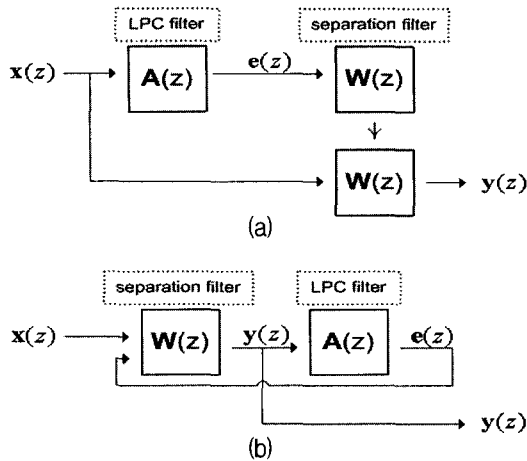 LPC filter separation filter
x(z) A(z) e(z) W(z)
W(z) y(z)
(a)
separation filter LPC filter
x(z) W(z) y(z) A(z) e(z)
y(z)
(b)